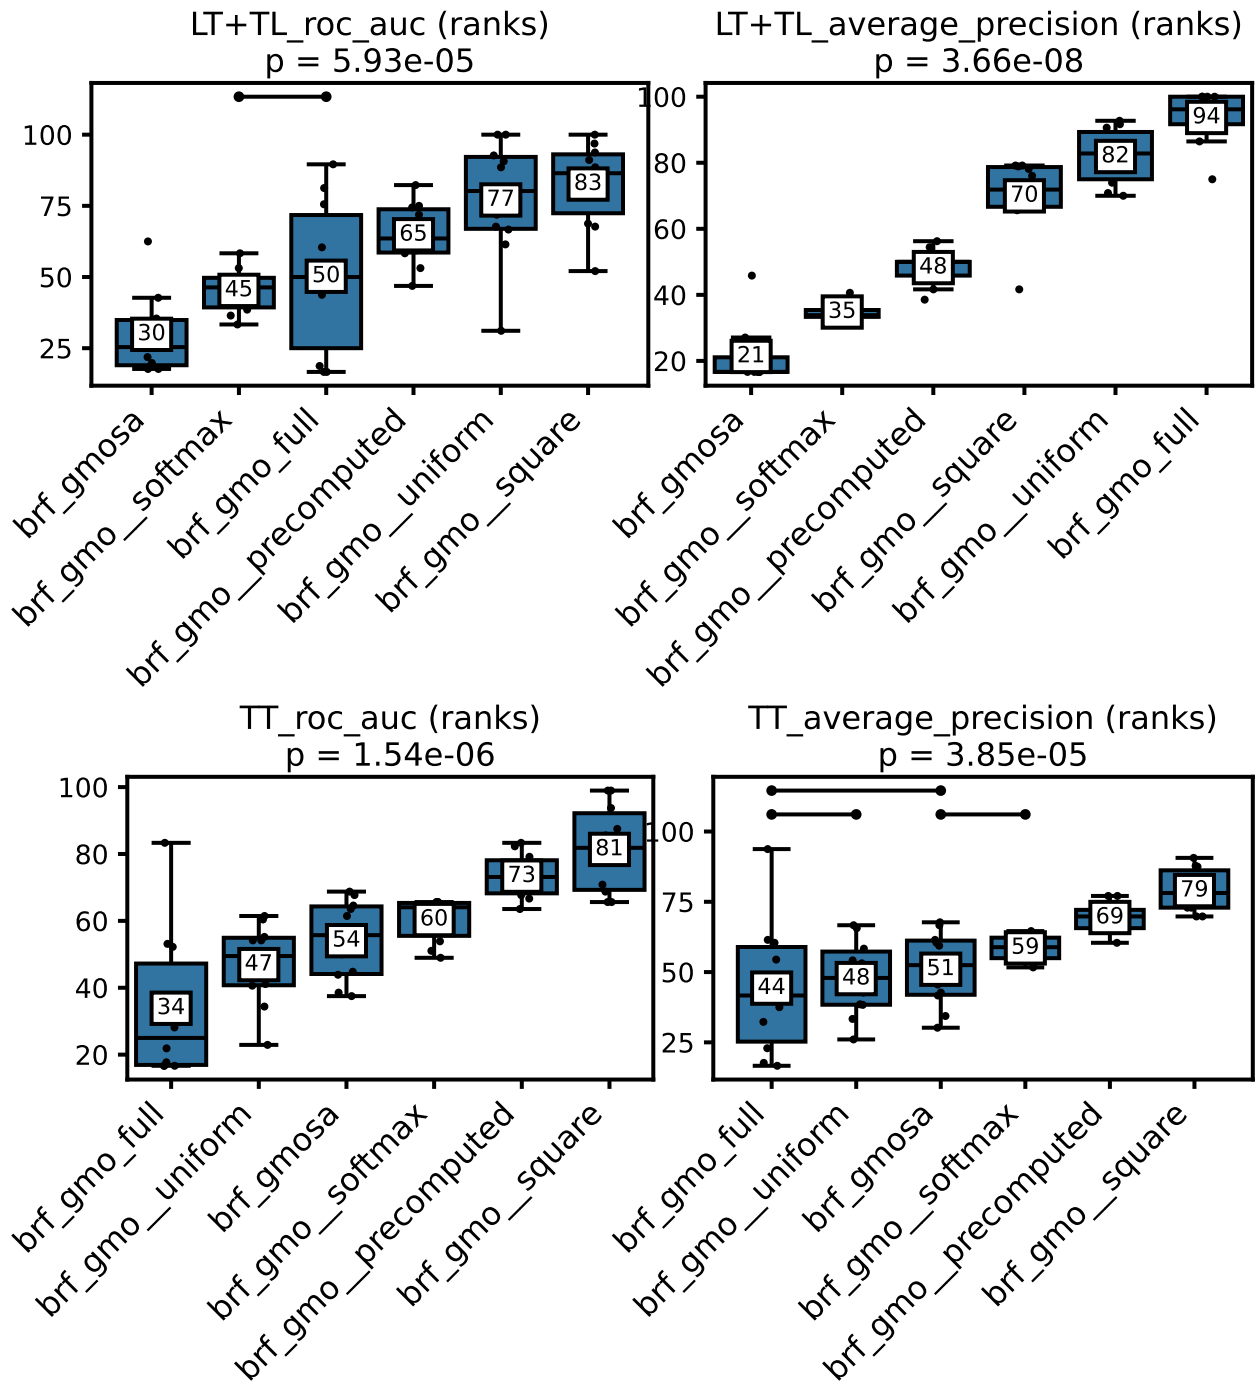 LT+TL_roc_auc (ranks)
p = 5.93e-05
100
75
50
25
30
45
50
65
77
83
brf_gmosa
brf_gmo__softmax
brf_gmo_full
brf_gmo__precomputed
brf_gmo__uniform
brf_gmo__square
LT+TL_average_precision (ranks)
p = 3.66e-08
100
80
60
40
20
21
35
48
70
82
94
brf_gmosa
brf_gmo__softmax
brf_gmo__precomputed
brf_gmo__square
brf_gmo__uniform
brf_gmo_full
TT_roc_auc (ranks)
p = 1.54e-06
100
80
60
40
20
34
47
54
60
73
81
brf_gmo_full
brf_gmo__uniform
brf_gmosa
brf_gmo__softmax
brf_gmo__precomputed
brf_gmo__square
TT_average_precision (ranks)
p = 3.85e-05
100
75
50
25
44
48
51
59
69
79
brf_gmo_full
brf_gmo__uniform
brf_gmosa
brf_gmo__softmax
brf_gmo__precomputed
brf_gmo__square